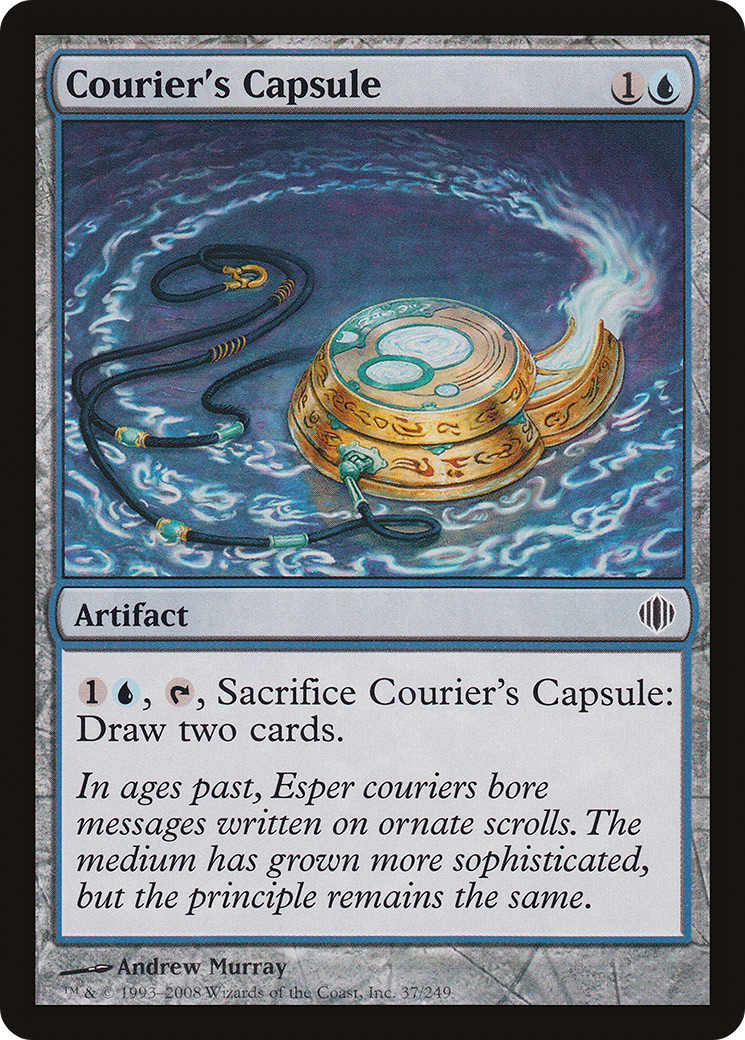 Courier's Capsule 1
Artifact
1 , , Sacrifice Courier's Capsule:
Draw two cards.
In ages past, Esper couriers bore
messages written on ornate scrolls. The
medium has grown more sophisticated,
but the principle remains the same.
Andrew Murray
™ & © 1993–2008 Wizards of the Coast, Inc. 37/249